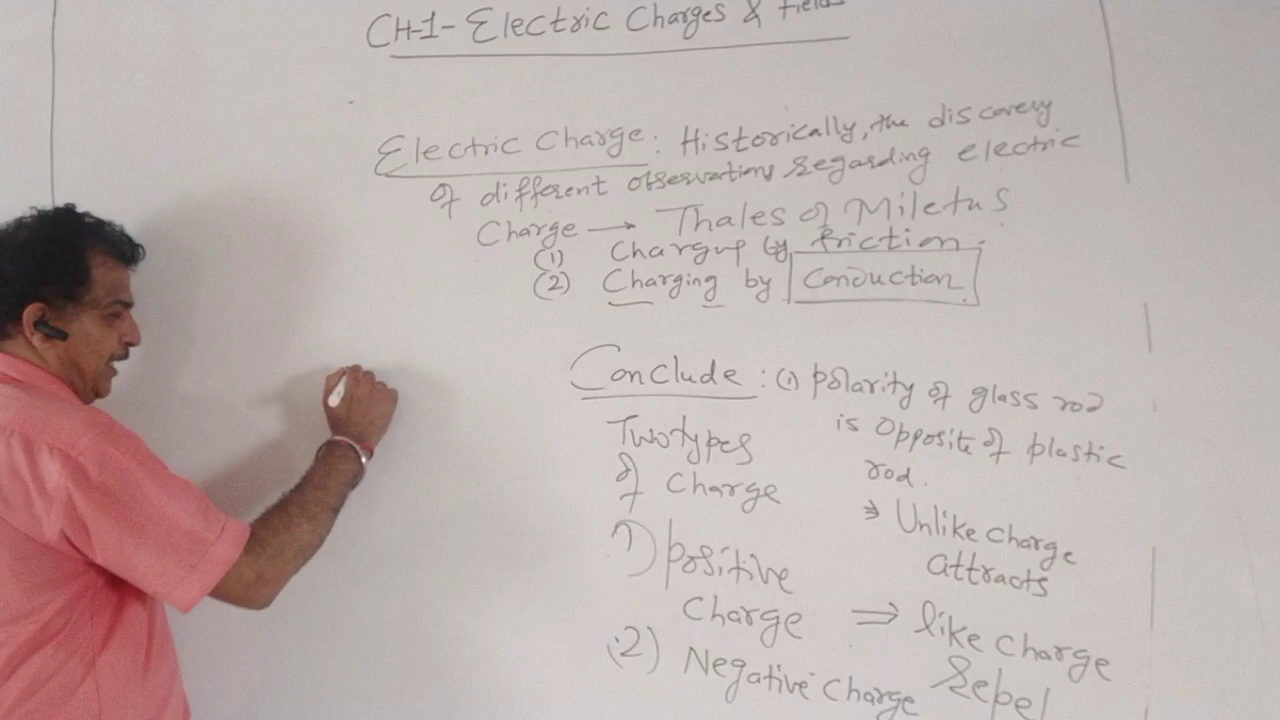 CH-1- Electric Charges & Fields
Electric Charge: Historically, the discovery
of different observations regarding electric
Charge → Thales of Miletus
(1) Charging by friction.
(2) Charging by Conduction.
Conclude: (1) Polarity of glass rod
is opposite of plastic
rod.
⇒ Unlike charge
attracts
⇒ like charge
repel
Two types
of Charge
1) positive
Charge
(2) Negative Charge